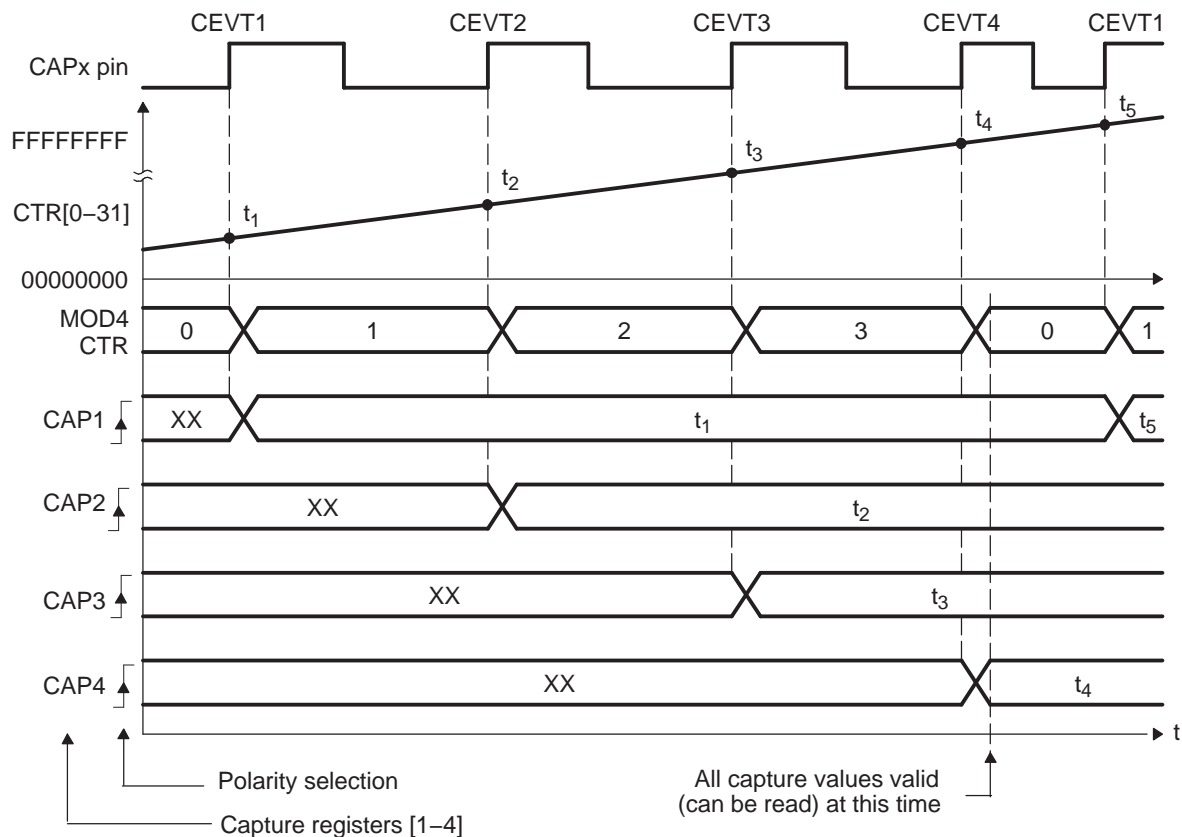 CEVT1 CEVT2 CEVT3 CEVT4 CEVT1
CAPx pin
t5
t4
FFFFFFFF
t3
t2
CTR[0–31]
t1
00000000
MOD4
CTR
0 1 2 3 0 1
CAP1 XX t1 t5
CAP2 XX t2
CAP3 XX t3
CAP4 XX t4
t
Polarity selection
All capture values valid
(can be read) at this time
Capture registers [1–4]